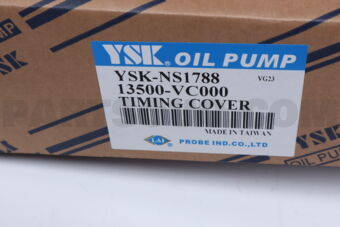 YSK® OIL PUMP
YSK-NS1788 VG23
13500-VC000
TIMING COVER
MADE IN TAIWAN
LAI PROBE IND.CO.,LTD
OIL PUMP